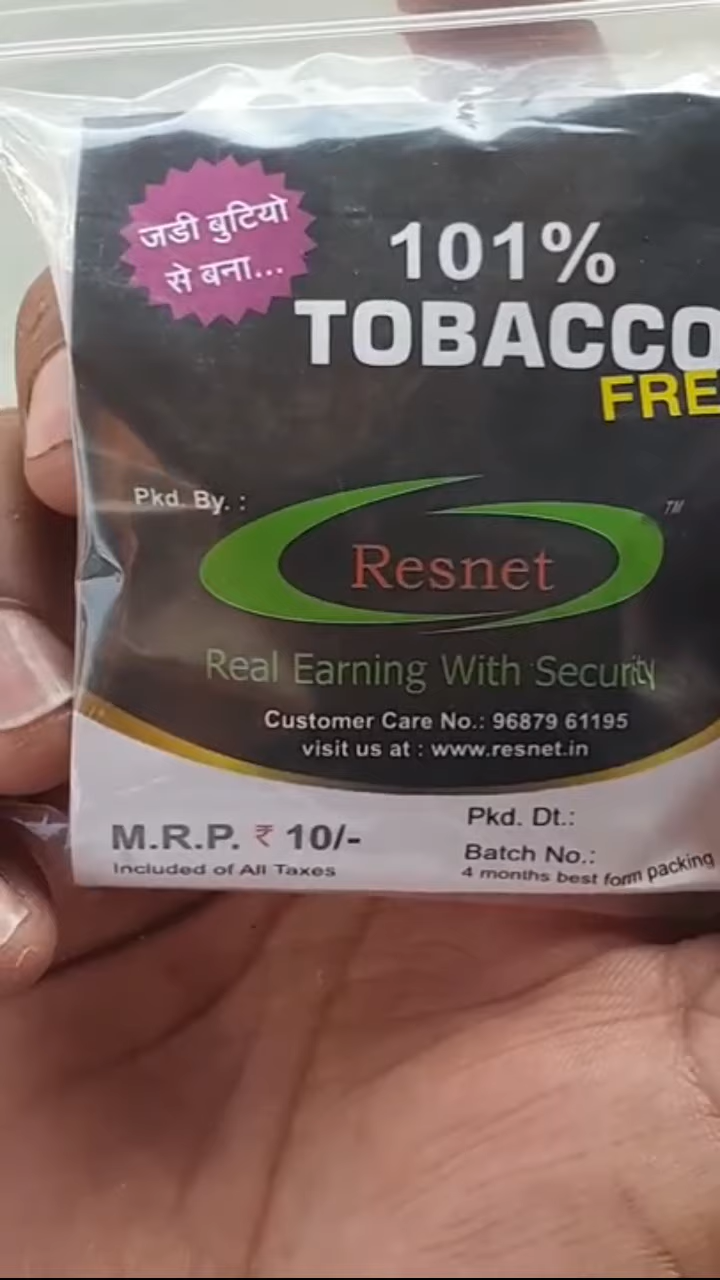 जडी बुटियो
से बना...
101%
TOBACCO
FRE
Pkd. By. :
Resnet
TM
Real Earning With Security
Customer Care No.: 96879 61195
visit us at : www.resnet.in
M.R.P. ₹ 10/-
Included of All Taxes
Pkd. Dt.:
Batch No.:
4 months best form packing